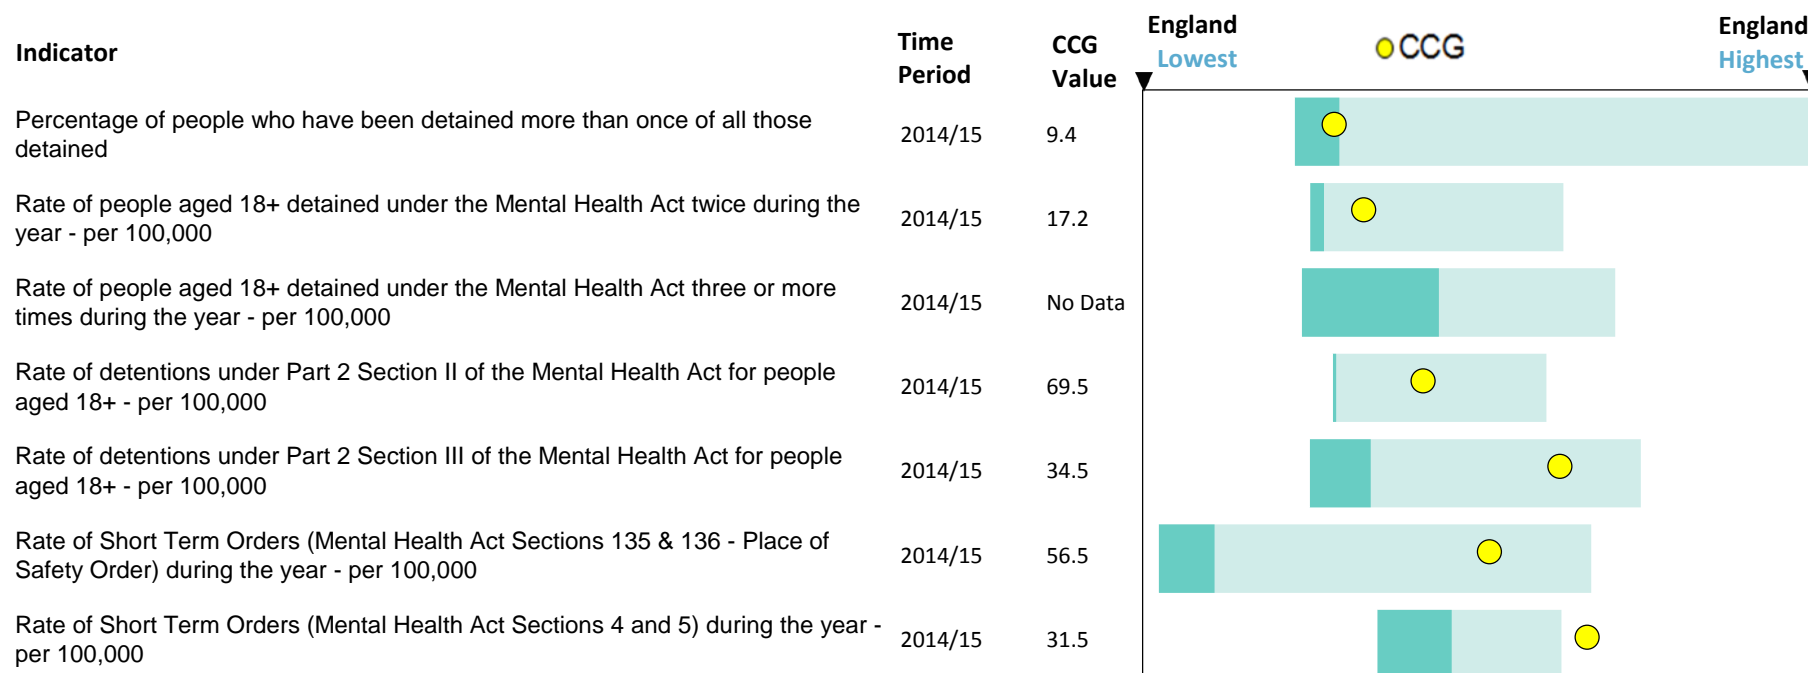 Indicator
Time
Period
CCG
Value
England
Lowest
CCG
England
Highest
Percentage of people who have been detained more than once of all those
detained
2014/15
9.4
Rate of people aged 18+ detained under the Mental Health Act twice during the
year - per 100,000
2014/15
17.2
Rate of people aged 18+ detained under the Mental Health Act three or more
times during the year - per 100,000
2014/15
No Data
Rate of detentions under Part 2 Section II of the Mental Health Act for people
aged 18+ - per 100,000
2014/15
69.5
Rate of detentions under Part 2 Section III of the Mental Health Act for people
aged 18+ - per 100,000
2014/15
34.5
Rate of Short Term Orders (Mental Health Act Sections 135 & 136 - Place of
Safety Order) during the year - per 100,000
2014/15
56.5
Rate of Short Term Orders (Mental Health Act Sections 4 and 5) during the year -
per 100,000
2014/15
31.5